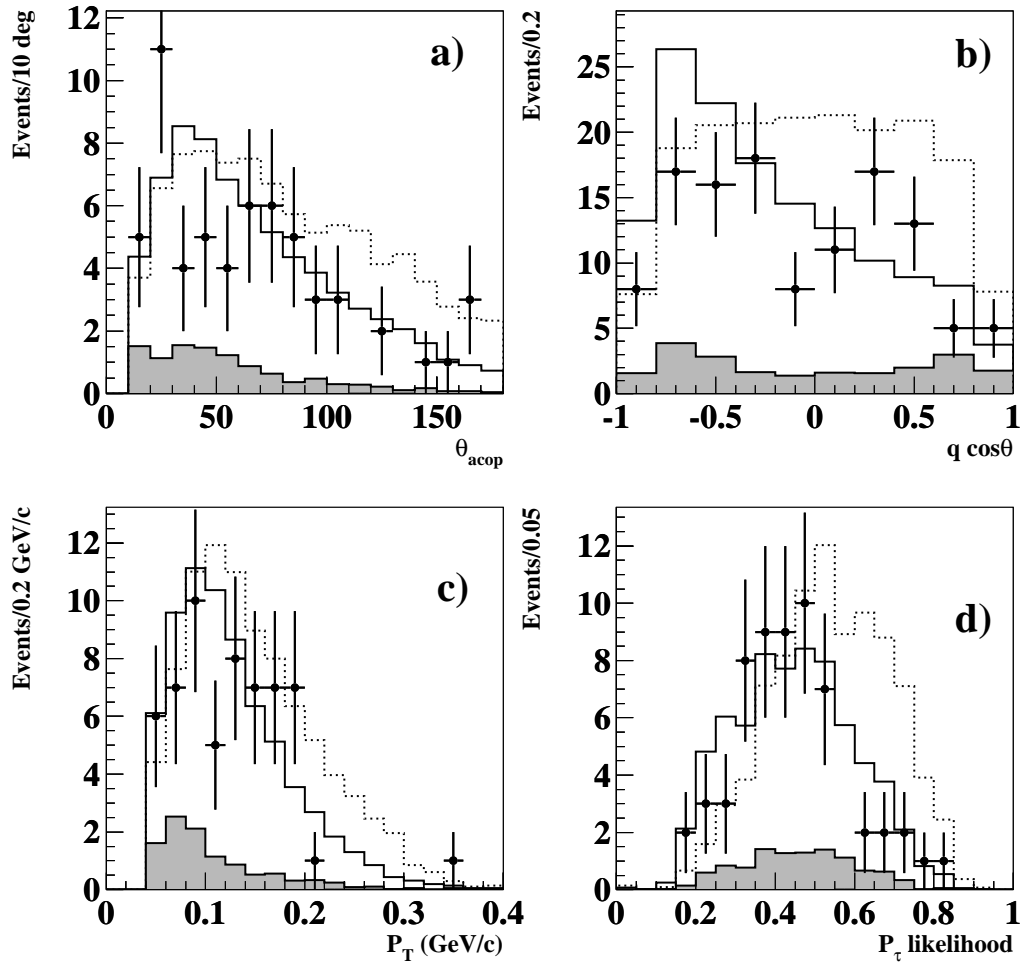 Events/10 deg
12
10
8
6
4
2
0
a)
0 50 100 150
θacop
Events/0.2
25
20
15
10
5
0
b)
-1 -0.5 0 0.5 1
q cosθ
Events/0.2 GeV/c
12
10
8
6
4
2
0
c)
0 0.1 0.2 0.3 0.4
PT (GeV/c)
Events/0.05
12
10
8
6
4
2
0
d)
0 0.2 0.4 0.6 0.8 1
Pτ likelihood